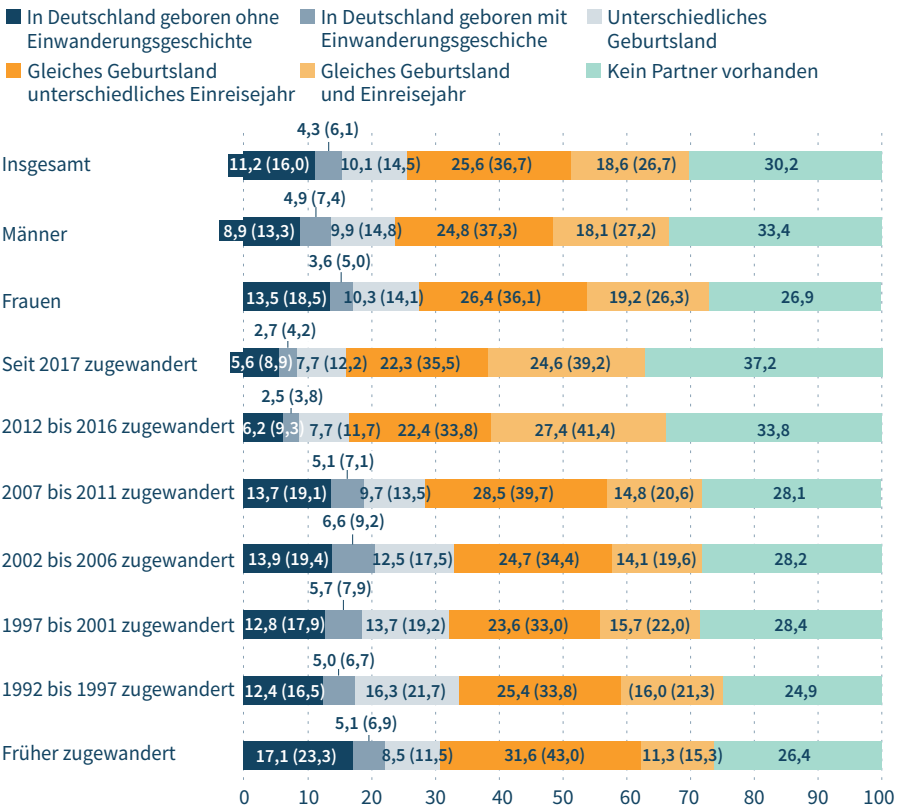 In Deutschland geboren ohne
Einwanderungsgeschichte
In Deutschland geboren mit
Einwanderungsgeschiche
Unterschiedliches
Geburtsland
Gleiches Geburtsland
unterschiedliches Einreisejahr
Gleiches Geburtsland
und Einreisejahr
Kein Partner vorhanden
4,3 (6,1)
Insgesamt 11,2 (16,0) 10,1 (14,5) 25,6 (36,7) 18,6 (26,7) 30,2
4,9 (7,4)
Männer 8,9 (13,3) 9,9 (14,8) 24,8 (37,3) 18,1 (27,2) 33,4
3,6 (5,0)
Frauen 13,5 (18,5) 10,3 (14,1) 26,4 (36,1) 19,2 (26,3) 26,9
2,7 (4,2)
Seit 2017 zugewandert 5,6 (8,9) 7,7 (12,2) 22,3 (35,5) 24,6 (39,2) 37,2
2,5 (3,8)
2012 bis 2016 zugewandert 6,2 (9,3) 7,7 (11,7) 22,4 (33,8) 27,4 (41,4) 33,8
5,1 (7,1)
2007 bis 2011 zugewandert 13,7 (19,1) 9,7 (13,5) 28,5 (39,7) 14,8 (20,6) 28,1
6,6 (9,2)
2002 bis 2006 zugewandert 13,9 (19,4) 12,5 (17,5) 24,7 (34,4) 14,1 (19,6) 28,2
5,7 (7,9)
1997 bis 2001 zugewandert 12,8 (17,9) 13,7 (19,2) 23,6 (33,0) 15,7 (22,0) 28,4
5,0 (6,7)
1992 bis 1997 zugewandert 12,4 (16,5) 16,3 (21,7) 25,4 (33,8) (16,0 (21,3) 24,9
5,1 (6,9)
Früher zugewandert 17,1 (23,3) 8,5 (11,5) 31,6 (43,0) 11,3 (15,3) 26,4
0 10 20 30 40 50 60 70 80 90 100